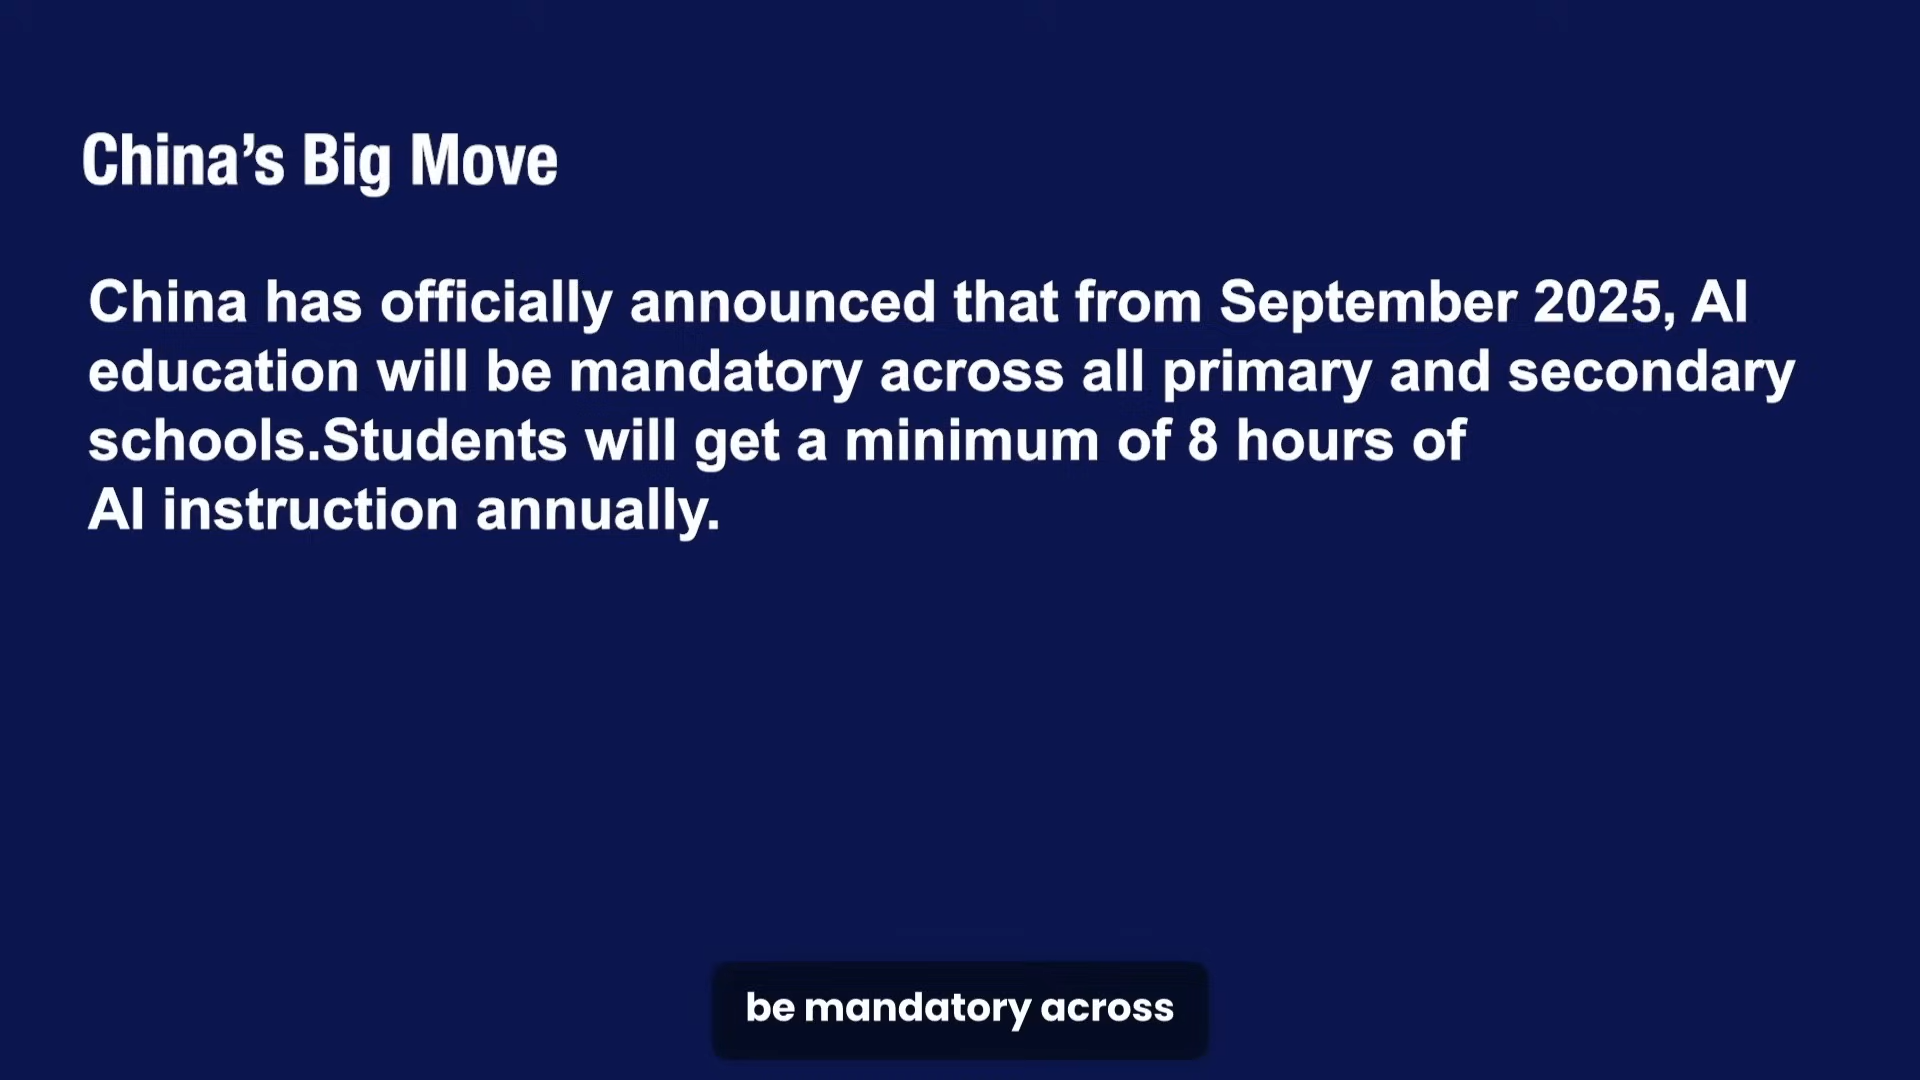 China’s Big Move
China has officially announced that from September 2025, AI
education will be mandatory across all primary and secondary
schools.Students will get a minimum of 8 hours of
AI instruction annually.
be mandatory across